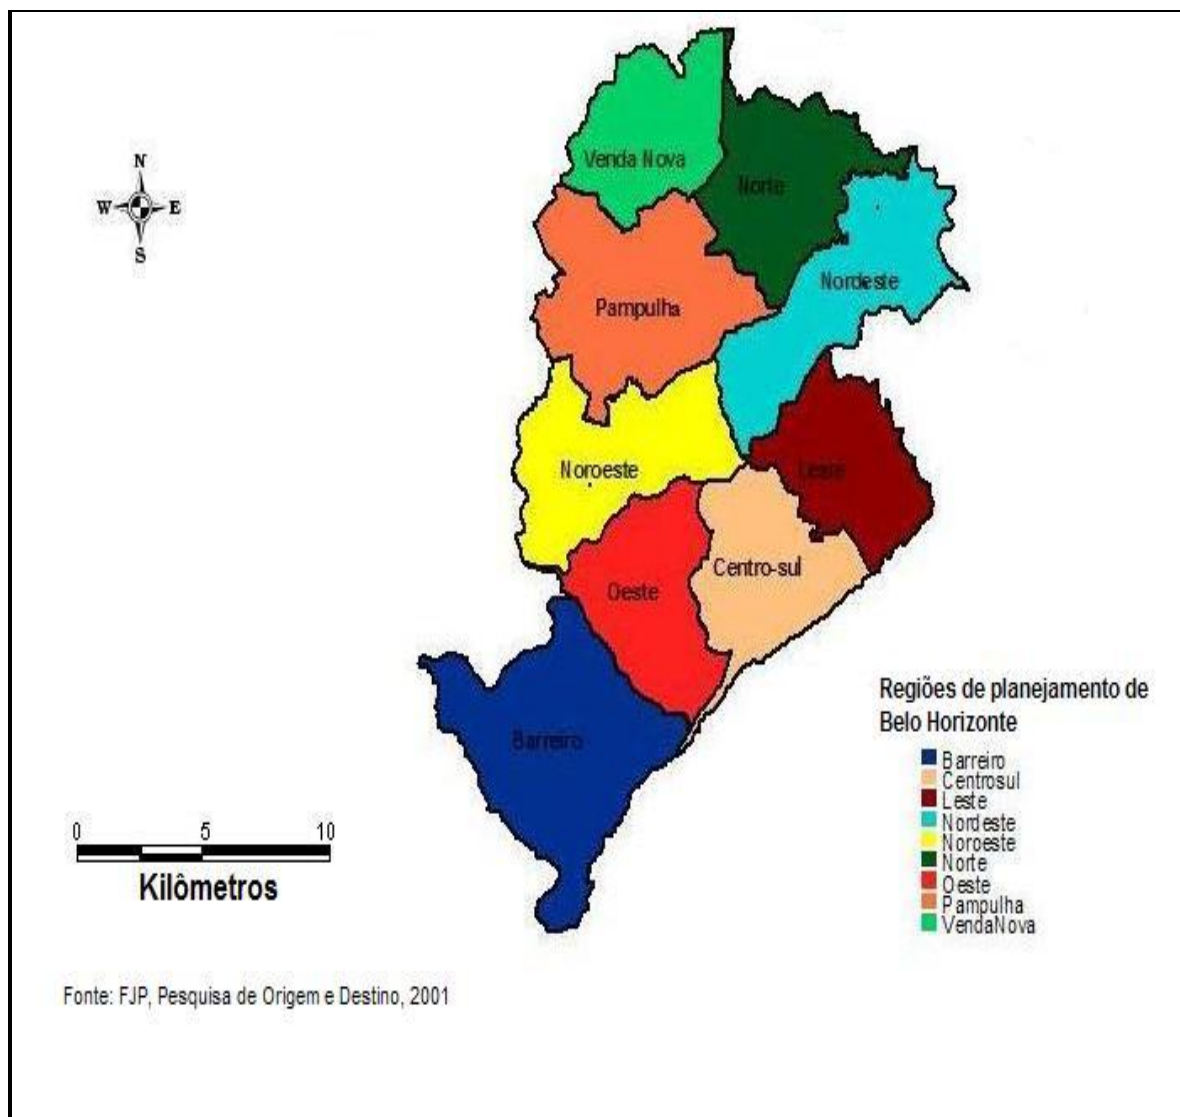 N
W E
S
Venda Nova
Norte
Nordeste
Pampulha
Noroeste
Leste
Centro-sul
Oeste
Barreiro
Regiões de planejamento de
Belo Horizonte
Barreiro
Centrosul
Leste
Nordeste
Noroeste
Norte
Oeste
Pampulha
VendaNova
0 5 10
Kilômetros
Fonte: FJP, Pesquisa de Origem e Destino, 2001